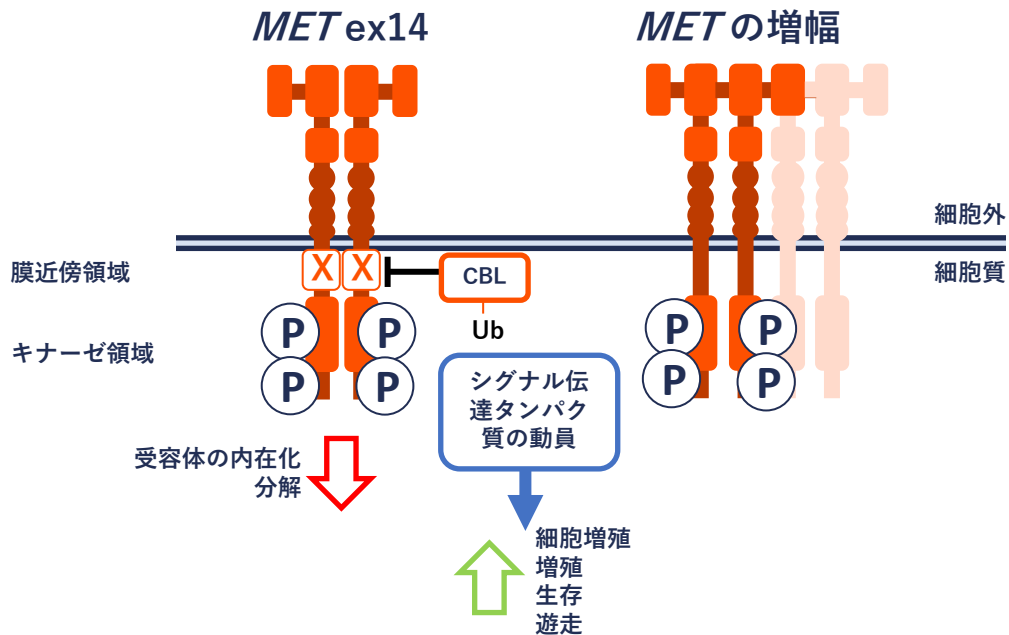 MET ex14
METの増幅
細胞外
膜近傍領域
X X
CBL
細胞質
Ub
キナーゼ領域
P P
P P
P P
P P
シグナル伝
達タンパク
質の動員
受容体の内在化
分解
細胞増殖
増殖
生存
遊走